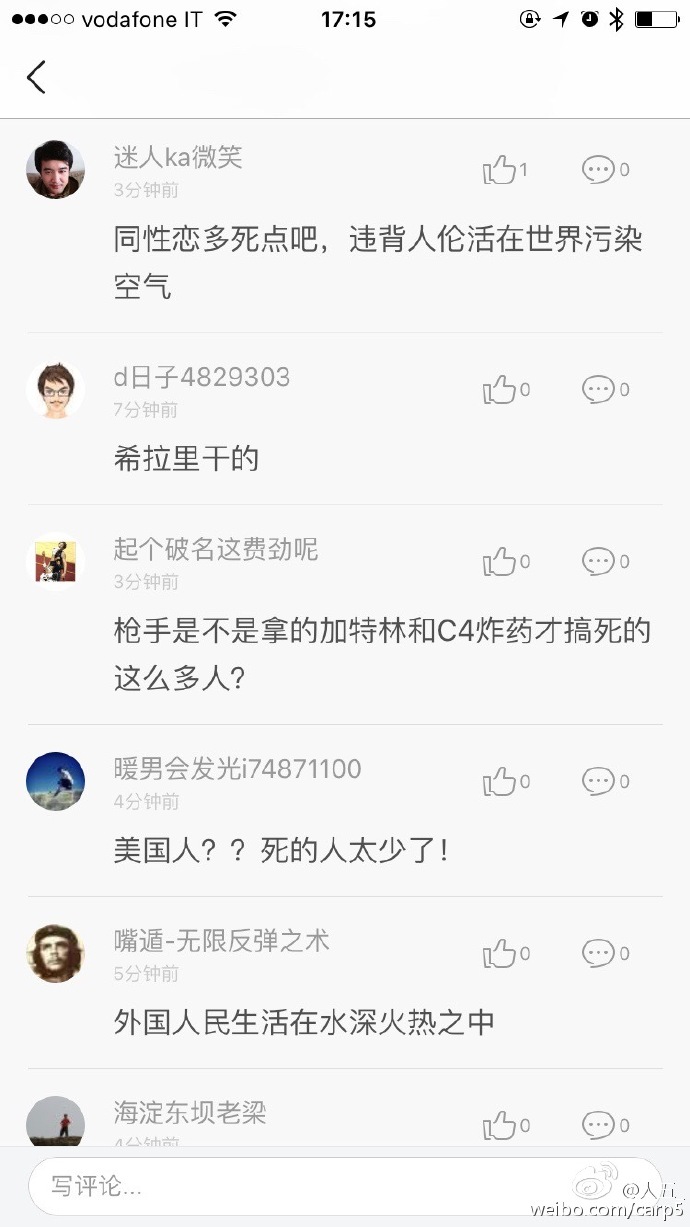 vodafone IT
17:15
迷人ka微笑
1
0
3分钟前
同性恋多死点吧，违背人伦活在世界污染
空气
d日子4829303
0
0
7分钟前
希拉里干的
起个破名这费劲呢
0
0
3分钟前
枪手是不是拿的加特林和C4炸药才搞死的
这么多人？
暖男会发光i74871100
0
0
4分钟前
美国人？？死的人太少了！
嘴遁-无限反弹之术
0
0
5分钟前
外国人民生活在水深火热之中
海淀东坝老梁
0
0
4分钟前
写评论...
weibo.com/carp5